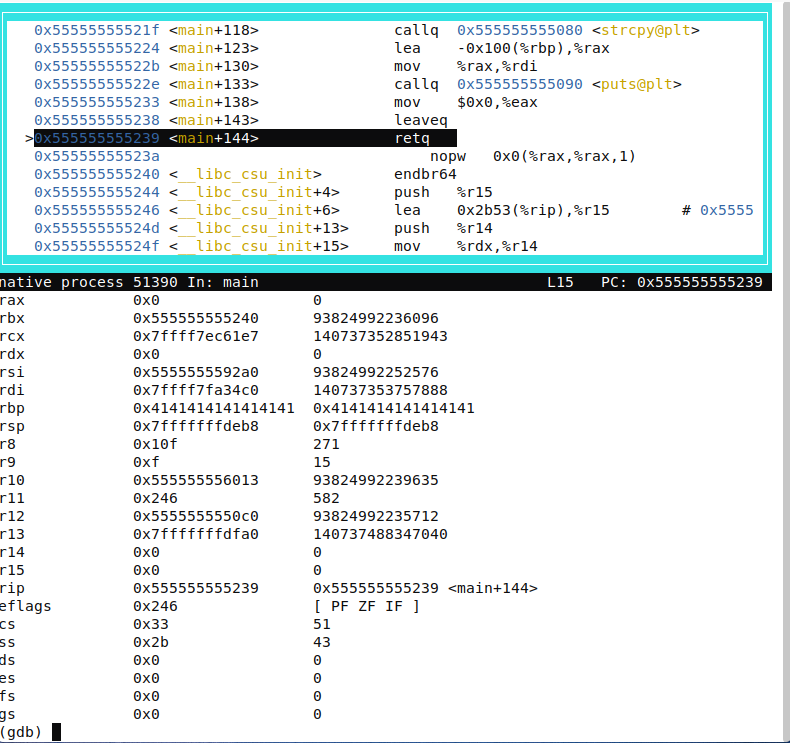 0x55555555521f <main+118> callq 0x555555555080 <strcpy@plt>
0x555555555224 <main+123> lea -0x100(%rbp),%rax
0x55555555522b <main+130> mov %rax,%rdi
0x55555555522e <main+133> callq 0x555555555090 <puts@plt>
0x555555555233 <main+138> mov $0x0,%eax
0x555555555238 <main+143> leaveq
>0x555555555239 <main+144> retq
0x55555555523a nopw 0x0(%rax,%rax,1)
0x555555555240 <__libc_csu_init> endbr64
0x555555555244 <__libc_csu_init+4> push %r15
0x555555555246 <__libc_csu_init+6> lea 0x2b53(%rip),%r15 # 0x5555
0x55555555524d <__libc_csu_init+13> push %r14
0x55555555524f <__libc_csu_init+15> mov %rdx,%r14
native process 51390 In: main L15 PC: 0x555555555239
rax 0x0 0
rbx 0x555555555240 93824992236096
rcx 0x7ffff7ec61e7 140737352851943
rdx 0x0 0
rsi 0x5555555592a0 93824992252576
rdi 0x7ffff7fa34c0 140737353757888
rbp 0x4141414141414141 0x4141414141414141
rsp 0x7fffffffdeb8 0x7fffffffdeb8
r8 0x10f 271
r9 0xf 15
r10 0x555555556013 93824992239635
r11 0x246 582
r12 0x5555555550c0 93824992235712
r13 0x7fffffffdfa0 140737488347040
r14 0x0 0
r15 0x0 0
rip 0x555555555239 0x555555555239 <main+144>
eflags 0x246 [ PF ZF IF ]
cs 0x33 51
ss 0x2b 43
ds 0x0 0
es 0x0 0
fs 0x0 0
gs 0x0 0
(gdb)